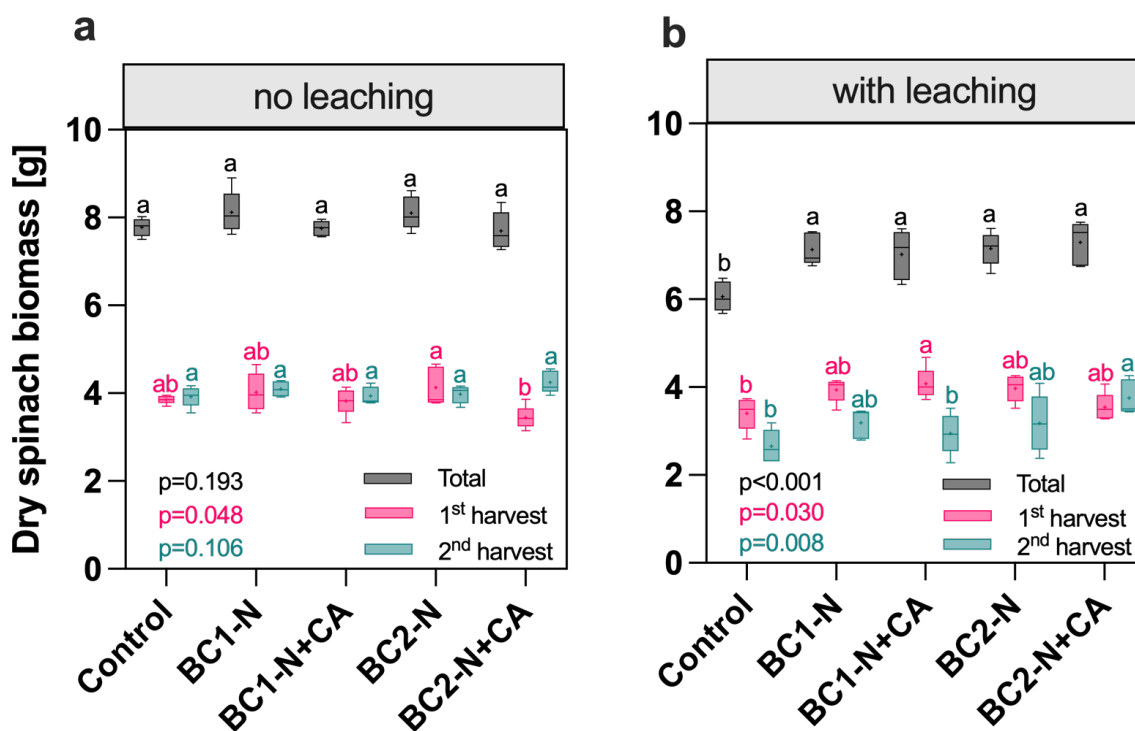 a
no leaching
Dry spinach biomass [g]
10
8
6
4
2
0
a
a
a
a
a
ab
a
ab
a
ab
a
a
a
b
a
p=0.193
p=0.048
p=0.106
Total
1st harvest
2nd harvest
Control
BC1-N
BC1-N+CA
BC2-N
BC2-N+CA
b
with leaching
10
8
6
4
2
0
b
a
a
a
a
b
b
ab
ab
a
b
ab
ab
ab
a
p<0.001
p=0.030
p=0.008
Total
1st harvest
2nd harvest
Control
BC1-N
BC1-N+CA
BC2-N
BC2-N+CA